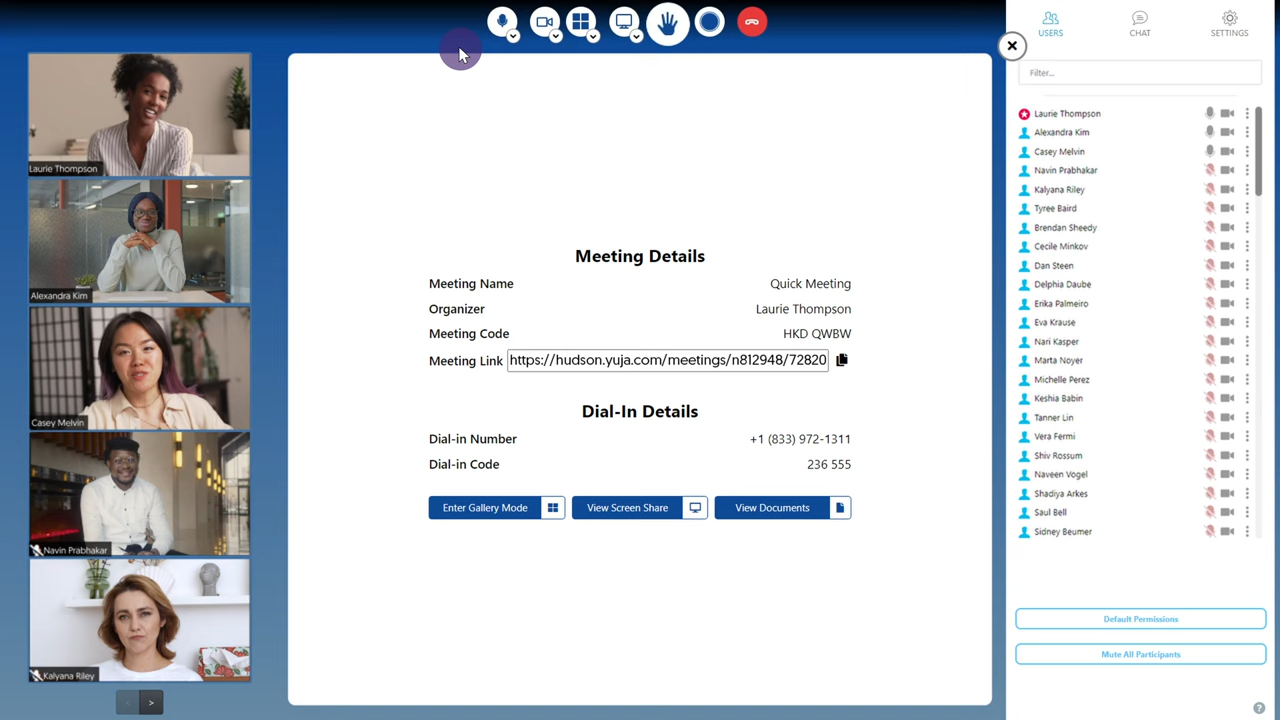 USERS
CHAT
SETTINGS
Filter...
Laurie Thompson
Alexandra Kim
Casey Melvin
Navin Prabhakar
Kalyana Riley
Meeting Details
Meeting Name Quick Meeting
Organizer Laurie Thompson
Meeting Code HKD QWBW
Meeting Link https://hudson.yuja.com/meetings/n812948/72820
Dial-In Details
Dial-in Number +1 (833) 972-1311
Dial-in Code 236 555
Enter Gallery Mode
View Screen Share
View Documents
Laurie Thompson
Alexandra Kim
Casey Melvin
Navin Prabhakar
Kalyana Riley
Tyree Baird
Brendan Sheedy
Cecile Minkov
Dan Steen
Delphia Daube
Erika Palmeiro
Eva Krause
Nari Kasper
Marta Noyer
Michelle Perez
Keshia Babin
Tanner Lin
Vera Fermi
Shiv Rossum
Naveen Vogel
Shadiya Arkes
Saul Bell
Sidney Beumer
Default Permissions
Mute All Participants